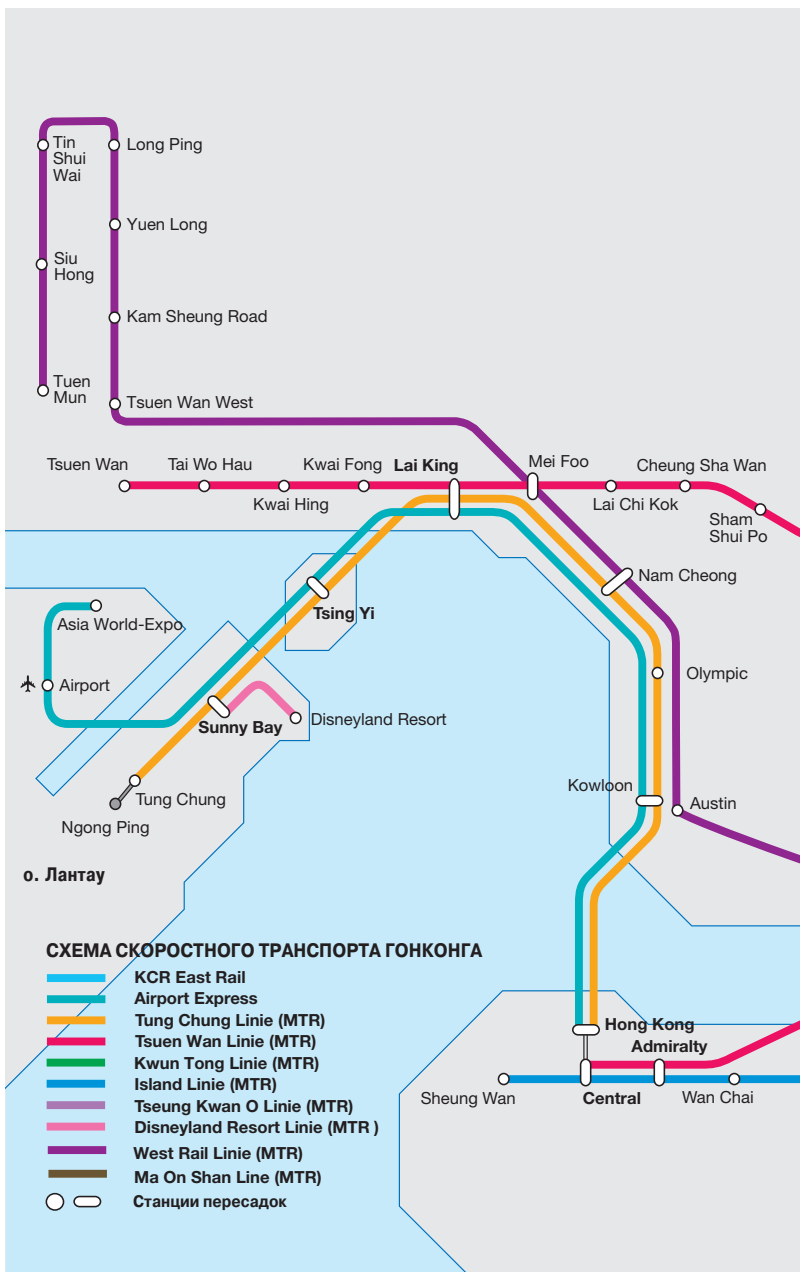 Tin
Shui
Wai
Long Ping
Yuen Long
Siu
Hong
Kam Sheung Road
Tuen
Mun
Tsuen Wan West
Tsuen Wan
Tai Wo Hau
Kwai Fong
Lai King
Mei Foo
Cheung Sha Wan
Kwai Hing
Lai Chi Kok
Sham
Shui Po
Nam Cheong
Asia World-Expo
Tsing Yi
Airport
Olympic
Sunny Bay
Disneyland Resort
Kowloon
Tung Chung
Austin
Ngong Ping
о. Лантау
СХЕМА СКОРОСТНОГО ТРАНСПОРТА ГОНКОНГА
KCR East Rail
Airport Express
Tung Chung Linie (MTR)
Tsuen Wan Linie (MTR)
Kwun Tong Linie (MTR)
Island Linie (MTR)
Tseung Kwan O Linie (MTR)
Disneyland Resort Linie (MTR )
West Rail Linie (MTR)
Ma On Shan Line (MTR)
Станции пересадок
Hong Kong
Admiralty
Sheung Wan
Central
Wan Chai